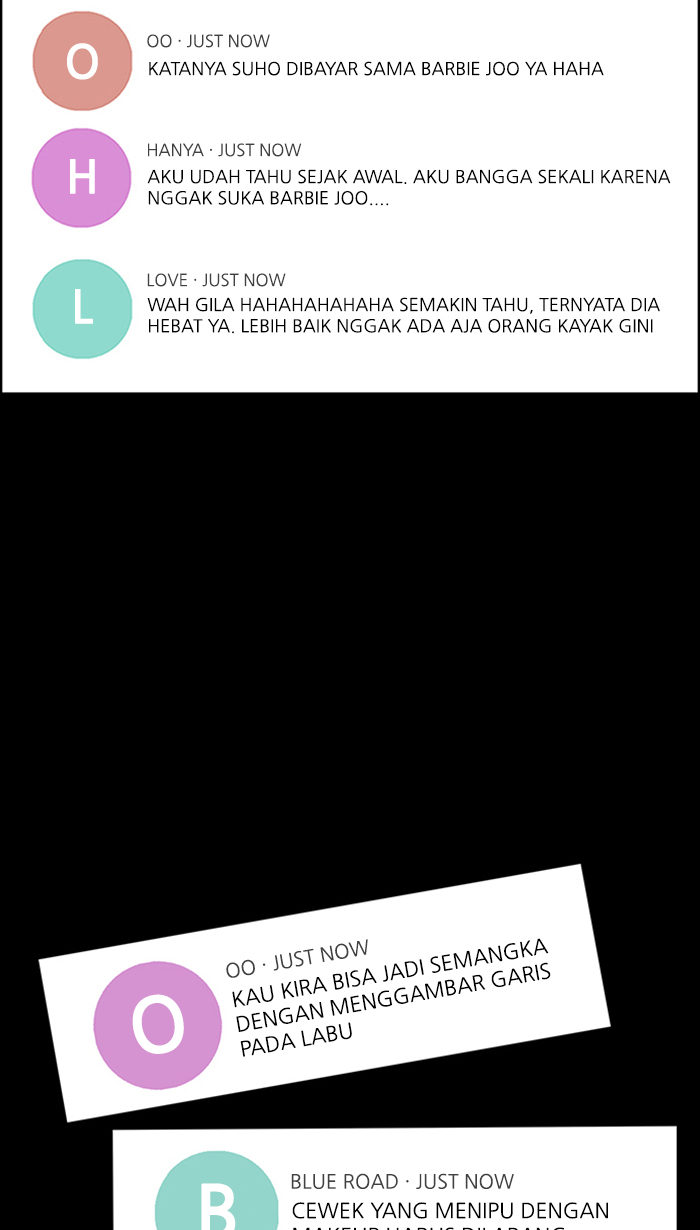 O
OO · JUST NOW
KATANYA SUHO DIBAYAR SAMA BARBIE JOO YA HAHA
H
HANYA · JUST NOW
AKU UDAH TAHU SEJAK AWAL. AKU BANGGA SEKALI KARENA
NGGAK SUKA BARBIE JOO....
L
LOVE · JUST NOW
WAH GILA HAHAHAHAHAHA SEMAKIN TAHU, TERNYATA DIA
HEBAT YA. LEBIH BAIK NGGAK ADA AJA ORANG KAYAK GINI
O
OO · JUST NOW
KAU KIRA BISA JADI SEMANGKA
DENGAN MENGGAMBAR GARIS
PADA LABU
B
BLUE ROAD · JUST NOW
CEWEK YANG MENIPU DENGAN